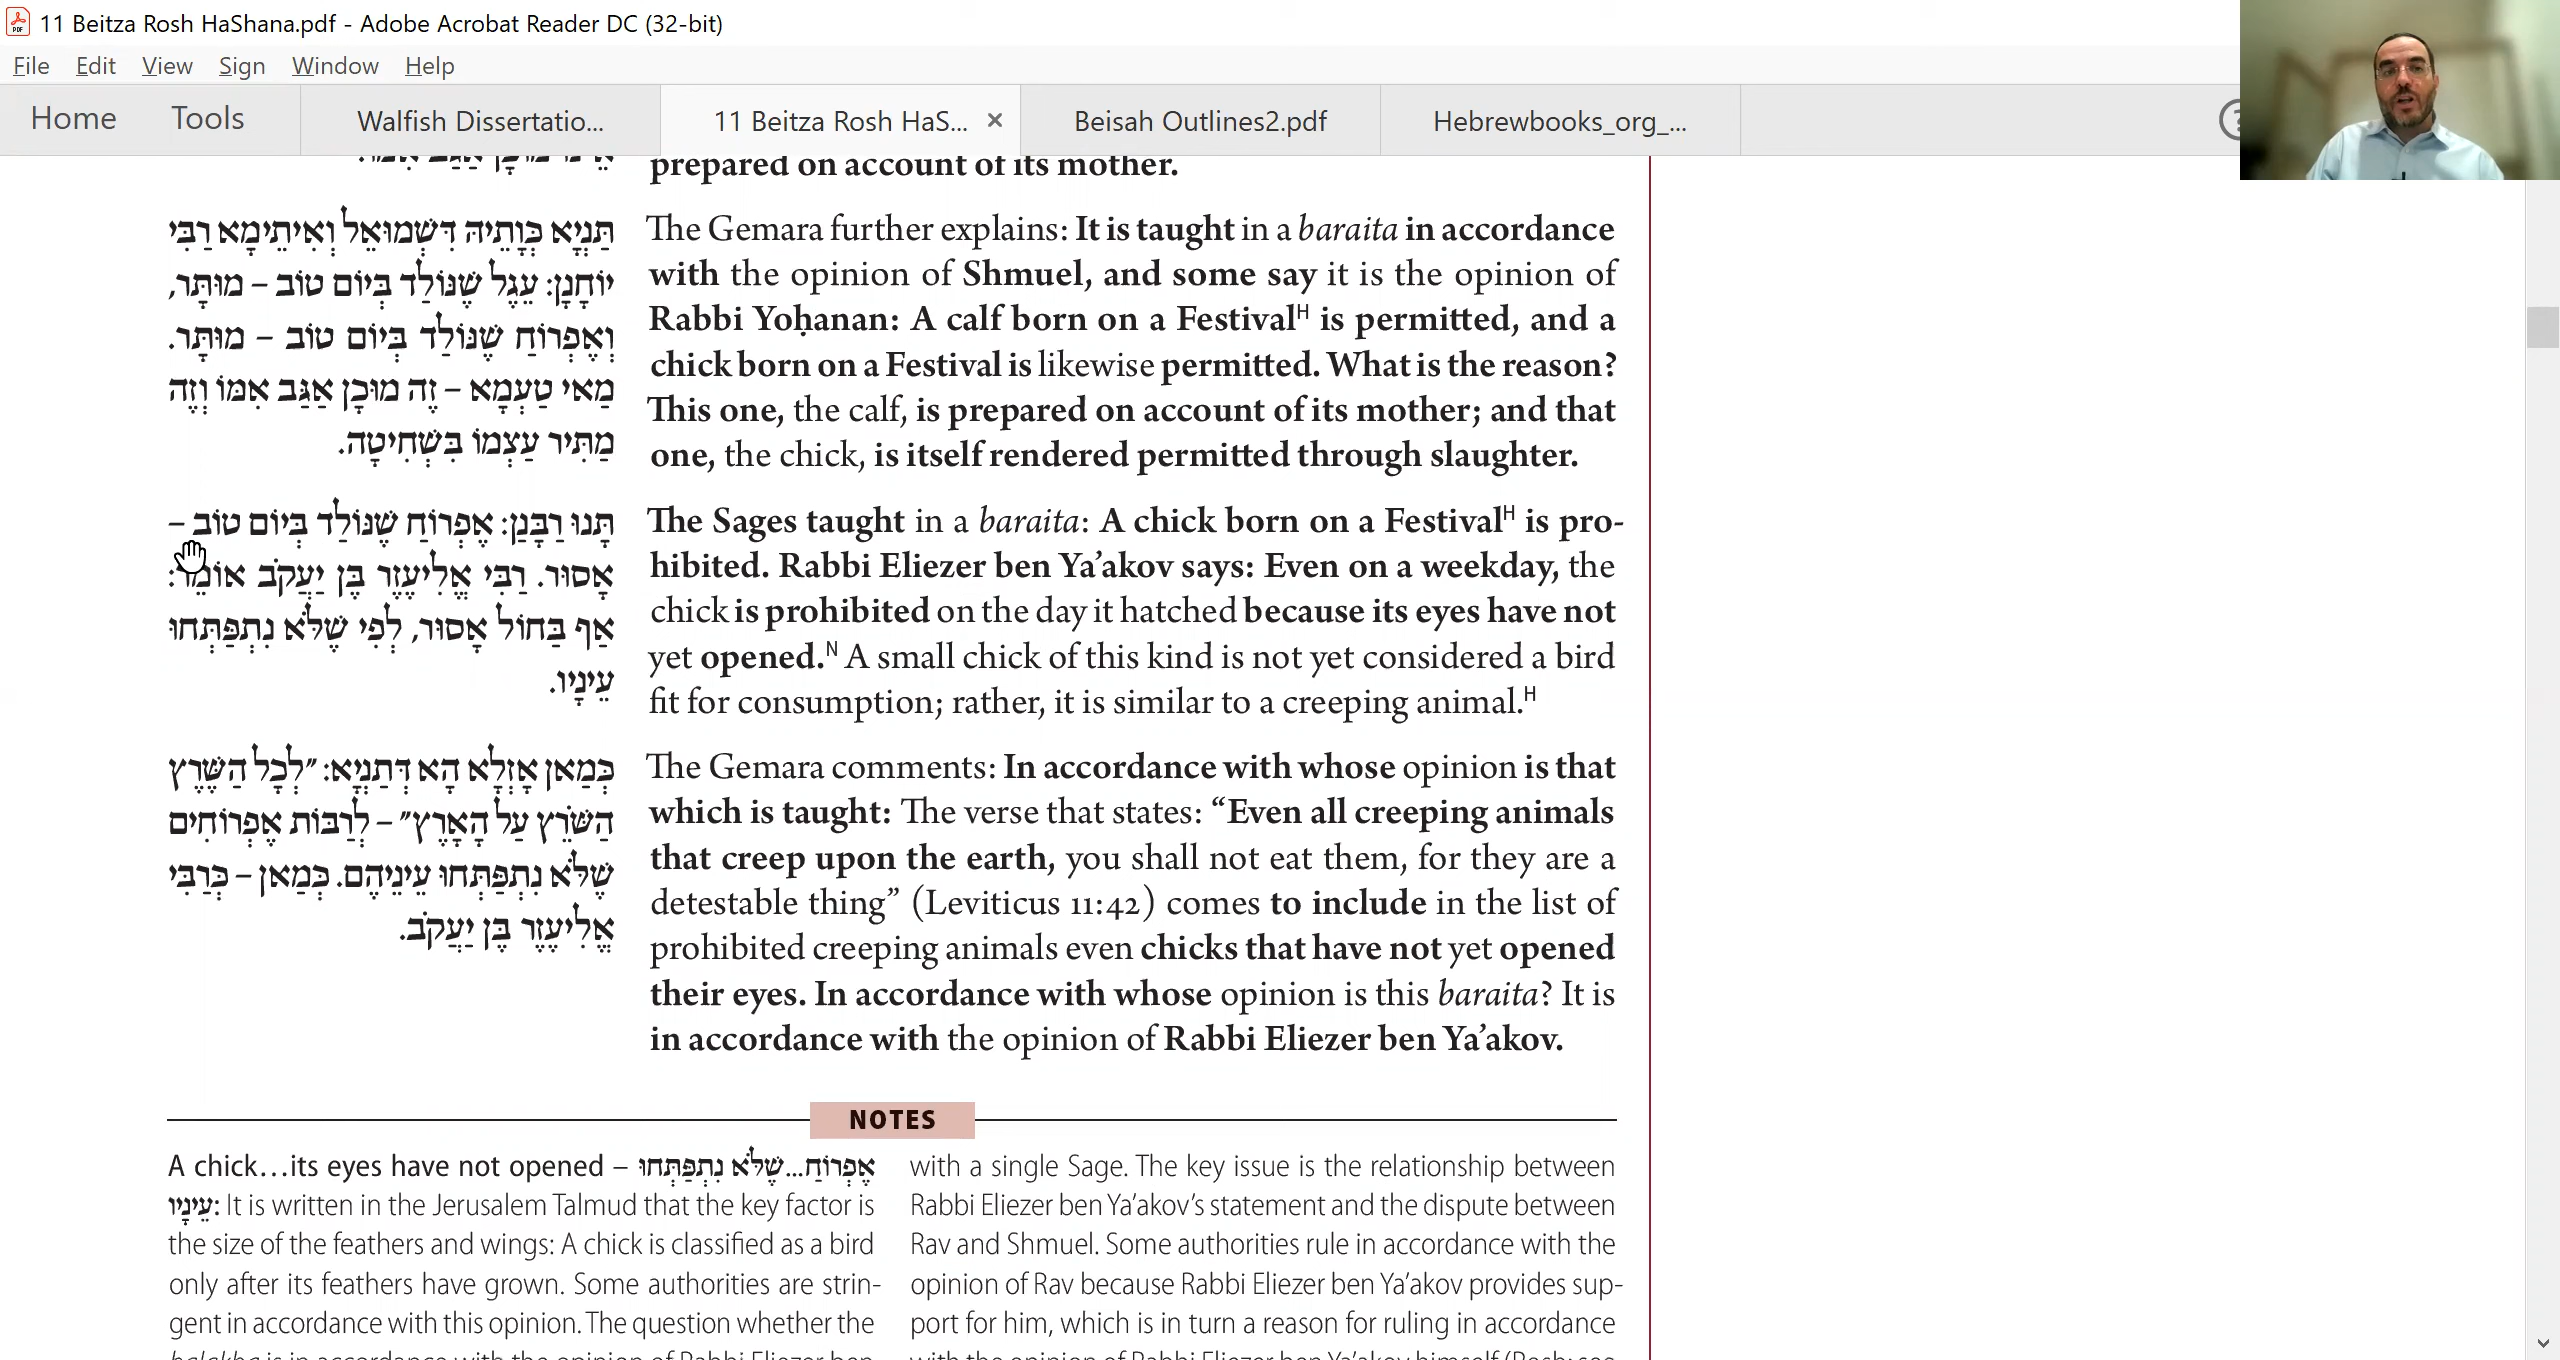 11 Beitza Rosh HaShana.pdf - Adobe Acrobat Reader DC (32-bit)
File Edit View Sign Window Help
Home Tools Walfish Dissertatio... 11 Beitza Rosh HaS... × Beisah Outlines2.pdf Hebrewbooks_org_...
prepared on account of its mother.
תַּנְיָא כְּוָתֵיהּ דִּשְׁמוּאֵל וְאִיתֵימָא רַבִּי
יוֹחָנָן: עֵגֶל שֶׁנּוֹלַד בְּיוֹם טוֹב – מוּתָּר,
וְאֶפְרוֹחַ שֶׁנּוֹלַד בְּיוֹם טוֹב – מוּתָּר.
מַאי טַעְמָא – זֶה מוּכָן אַגַּב אִמּוֹ וְזֶה
מַתִּיר עַצְמוֹ בִּשְׁחִיטָה.
The Gemara further explains: It is taught in a baraita in accordance
with the opinion of Shmuel, and some say it is the opinion of
Rabbi Yoḥanan: A calf born on a Festivalᴴ is permitted, and a
chick born on a Festival is likewise permitted. What is the reason?
This one, the calf, is prepared on account of its mother; and that
one, the chick, is itself rendered permitted through slaughter.
תָּנוּ רַבָּנַן: אֶפְרוֹחַ שֶׁנּוֹלַד בְּיוֹם טוֹב –
אָסוּר. רַבִּי אֱלִיעֶזֶר בֶּן יַעֲקֹב אוֹמֵר:
אַף בַּחוֹל אָסוּר, לְפִי שֶׁלֹּא נִתְפַּתְּחוּ
עֵינָיו.
The Sages taught in a baraita: A chick born on a Festivalᴴ is pro-
hibited. Rabbi Eliezer ben Ya’akov says: Even on a weekday, the
chick is prohibited on the day it hatched because its eyes have not
yet opened.ᴺ A small chick of this kind is not yet considered a bird
fit for consumption; rather, it is similar to a creeping animal.ᴴ
כְּמַאן אָזְלָא הָא דְּתַנְיָא: ״לְכָל הַשֶּׁרֶץ
הַשֹּׁרֵץ עַל הָאָרֶץ״ – לְרַבּוֹת אֶפְרוֹחִים
שֶׁלֹּא נִתְפַּתְּחוּ עֵינֵיהֶם. כְּמַאן – כְּרַבִּי
אֱלִיעֶזֶר בֶּן יַעֲקֹב.
The Gemara comments: In accordance with whose opinion is that
which is taught: The verse that states: “Even all creeping animals
that creep upon the earth, you shall not eat them, for they are a
detestable thing” (Leviticus 11:42) comes to include in the list of
prohibited creeping animals even chicks that have not yet opened
their eyes. In accordance with whose opinion is this baraita? It is
in accordance with the opinion of Rabbi Eliezer ben Ya’akov.
NOTES
A chick…its eyes have not opened – אֶפְרוֹחַ...שֶׁלֹּא נִתְפַּתְּחוּ
עֵינָיו: It is written in the Jerusalem Talmud that the key factor is
the size of the feathers and wings: A chick is classified as a bird
only after its feathers have grown. Some authorities are strin-
gent in accordance with this opinion. The question whether the
with a single Sage. The key issue is the relationship between
Rabbi Eliezer ben Ya’akov’s statement and the dispute between
Rav and Shmuel. Some authorities rule in accordance with the
opinion of Rav because Rabbi Eliezer ben Ya’akov provides sup-
port for him, which is in turn a reason for ruling in accordance